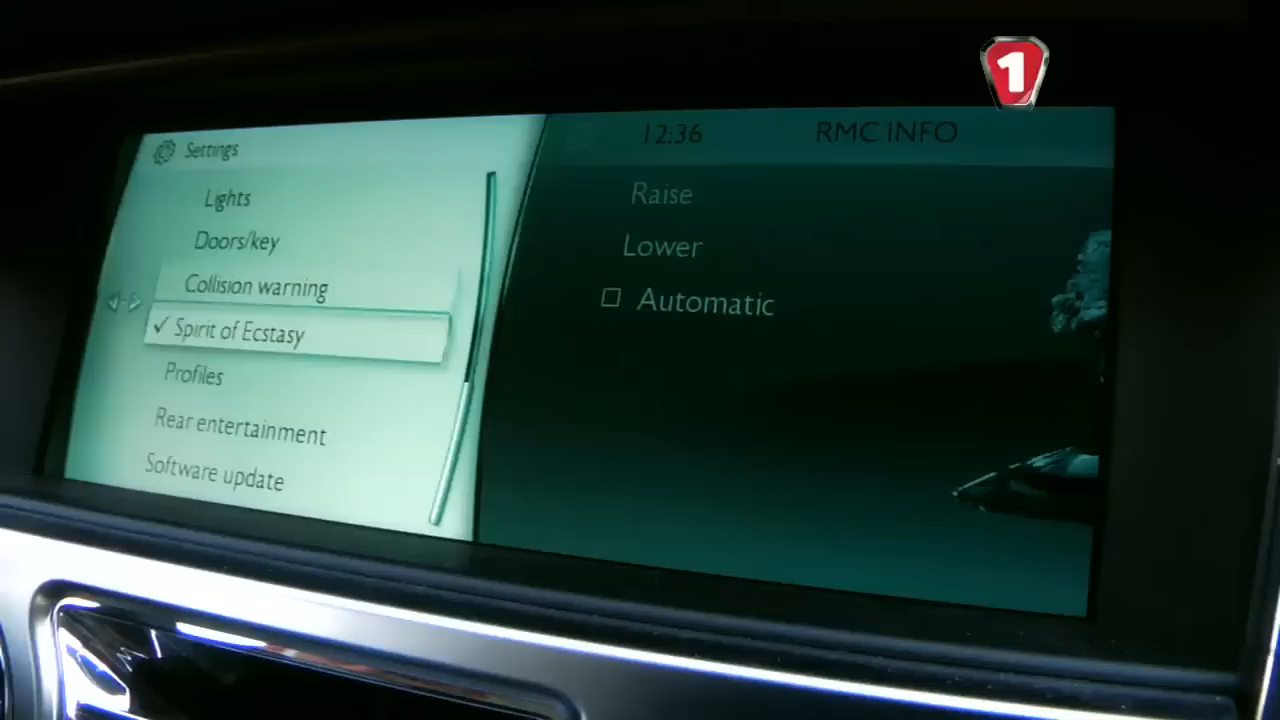 1
12:36 RMC INFO
Settings
Lights
Doors/key
Collision warning
✓ Spirit of Ecstasy
Profiles
Rear entertainment
Software update
Raise
Lower
Automatic